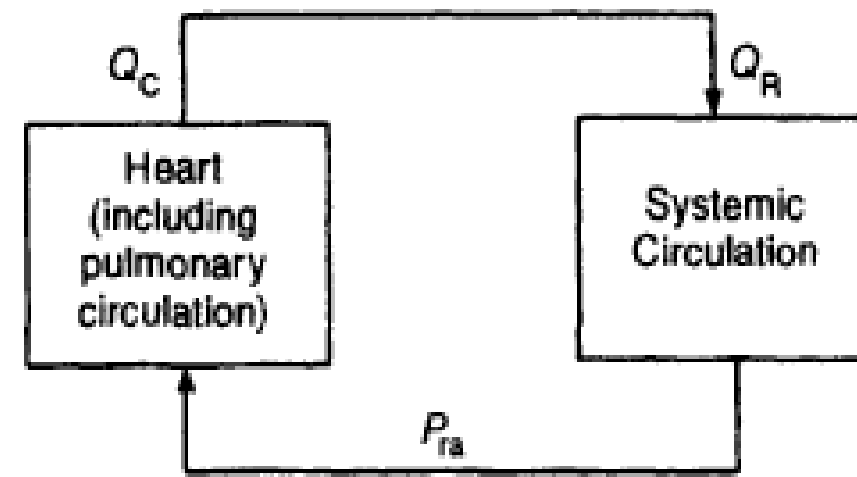 Q_C
Q_R
Heart
(including
pulmonary
circulation)
Systemic
Circulation
P_ra